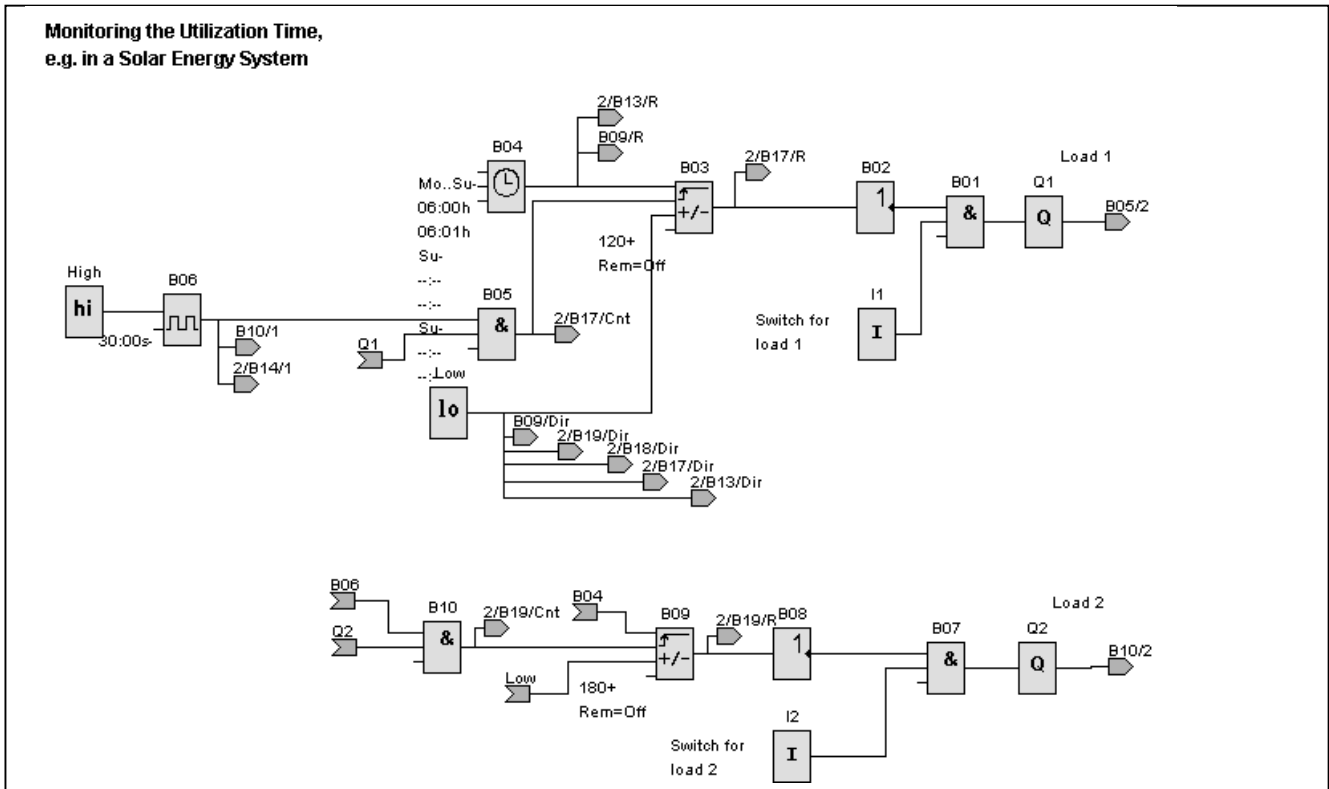 Monitoring the Utilization Time,
e.g. in a Solar Energy System
2/B13/R
B09/R
B04
Mo..Su-
06:00h
06:01h
Su-
--:--
--:--
Su-
--:--
--:--
B03
+/-
120+
Rem=Off
2/B17/R
B02
1
B01
&
Load 1
Q1
Q
B05/2
High
hi
B06
30:00s-
B10/1
2/B14/1
Q1
B05
&
2/B17/Cnt
Switch for
load 1
I1
I
Low
lo
B09/Dir
2/B19/Dir
2/B18/Dir
2/B17/Dir
2/B13/Dir
B06
Q2
B10
&
2/B19/Cnt
B04
Low
B09
+/-
180+
Rem=Off
2/B19/R
B08
1
B07
&
Load 2
Q2
Q
B10/2
Switch for
load 2
I2
I